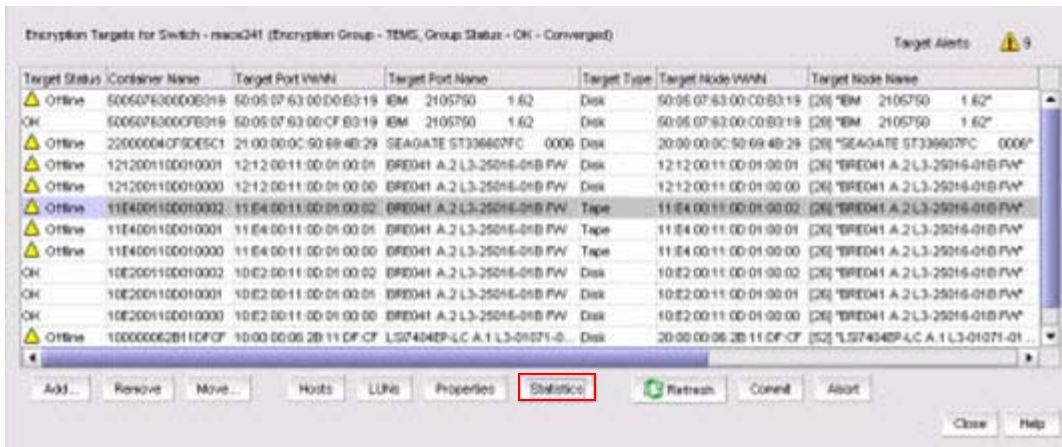 Encryption Targets for Switch - mace241 (Encryption Group - TEMS, Group Status - OK - Converged)
Target Alerts 9
Target Status Container Name Target Port WWN Target Port Name Target Type Target Node WWN Target Node Name
Offline 5005076300D0B319 50:05:07:63:00:D0:B3:19 IBM 2105750 1.62 Disk 50:05:07:63:00:C0:B3:19 [28] "IBM 2105750 1.62"
OK 5005076300CFB319 50:05:07:63:00:CF:B3:19 IBM 2105750 1.62 Disk 50:05:07:63:00:C0:B3:19 [28] "IBM 2105750 1.62"
Offline 22000004CF5DE5C1 21:00:00:0C:50:69:4B:29 SEAGATE ST336607FC 0006 Disk 20:00:00:0C:50:69:4B:29 [28] "SEAGATE ST336607FC 0006"
Offline 121200110D010001 12:12:00:11:0D:01:00:01 BRE041 A.2 L3-25016-01B FW Disk 12:12:00:11:0D:01:00:01 [26] "BRE041 A.2 L3-25016-01B FW"
Offline 121200110D010000 12:12:00:11:0D:01:00:00 BRE041 A.2 L3-25016-01B FW Disk 12:12:00:11:0D:01:00:00 [26] "BRE041 A.2 L3-25016-01B FW"
Offline 11E400110D010002 11:E4:00:11:0D:01:00:02 BRE041 A.2 L3-25016-01B FW Tape 11:E4:00:11:0D:01:00:02 [26] "BRE041 A.2 L3-25016-01B FW"
Offline 11E400110D010001 11:E4:00:11:0D:01:00:01 BRE041 A.2 L3-25016-01B FW Tape 11:E4:00:11:0D:01:00:01 [26] "BRE041 A.2 L3-25016-01B FW"
Offline 11E400110D010000 11:E4:00:11:0D:01:00:00 BRE041 A.2 L3-25016-01B FW Tape 11:E4:00:11:0D:01:00:00 [26] "BRE041 A.2 L3-25016-01B FW"
OK 10E200110D010002 10:E2:00:11:0D:01:00:02 BRE041 A.2 L3-25016-01B FW Disk 10:E2:00:11:0D:01:00:02 [26] "BRE041 A.2 L3-25016-01B FW"
OK 10E200110D010001 10:E2:00:11:0D:01:00:01 BRE041 A.2 L3-25016-01B FW Disk 10:E2:00:11:0D:01:00:01 [26] "BRE041 A.2 L3-25016-01B FW"
OK 10E200110D010000 10:E2:00:11:0D:01:00:00 BRE041 A.2 L3-25016-01B FW Disk 10:E2:00:11:0D:01:00:00 [26] "BRE041 A.2 L3-25016-01B FW"
Offline 100000062B11DFCF 10:00:00:06:2B:11:DF:CF LSI7404EP-LC A.1 L3-01071-0... Disk 20:00:00:06:2B:11:DF:CF [52] "LSI7404EP-LC A.1 L3-01071-01 ...
Add... Remove Move... Hosts LUNs Properties Statistics Refresh Commit Abort
Close Help